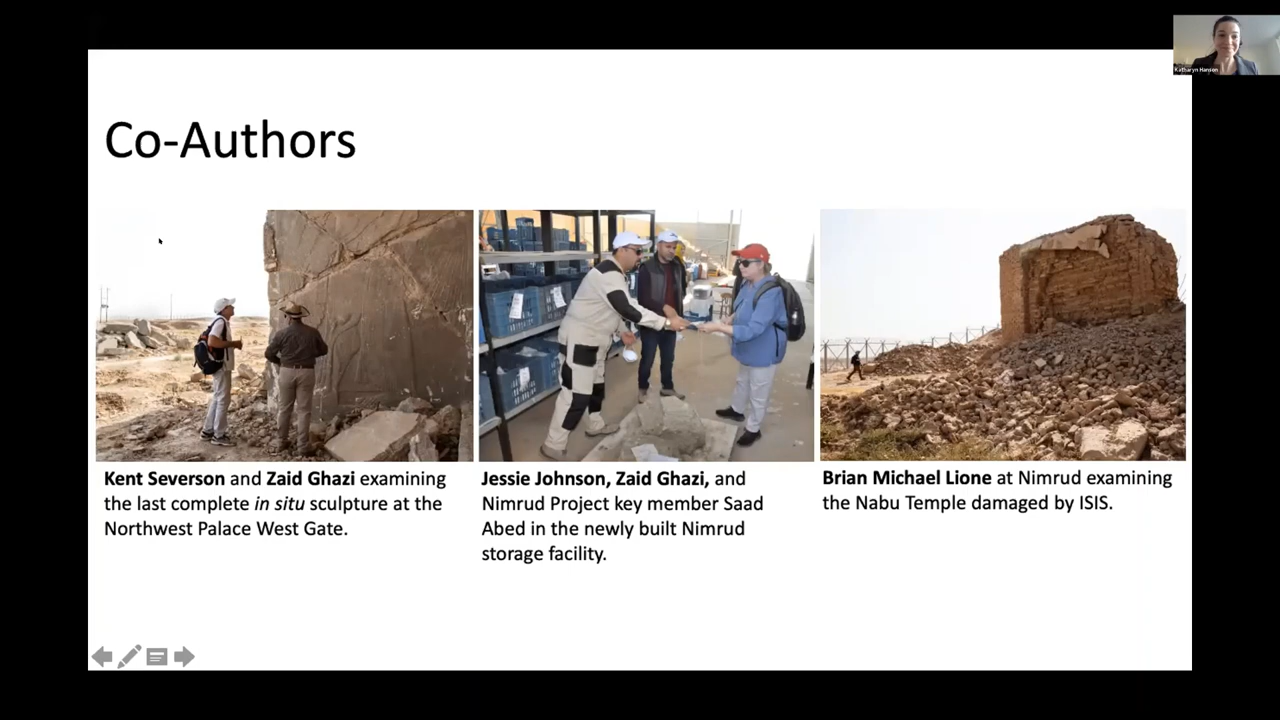 Katharyn Hanson
Co-Authors
Kent Severson and Zaid Ghazi examining
the last complete in situ sculpture at the
Northwest Palace West Gate.
Jessie Johnson, Zaid Ghazi, and
Nimrud Project key member Saad
Abed in the newly built Nimrud
storage facility.
Brian Michael Lione at Nimrud examining
the Nabu Temple damaged by ISIS.